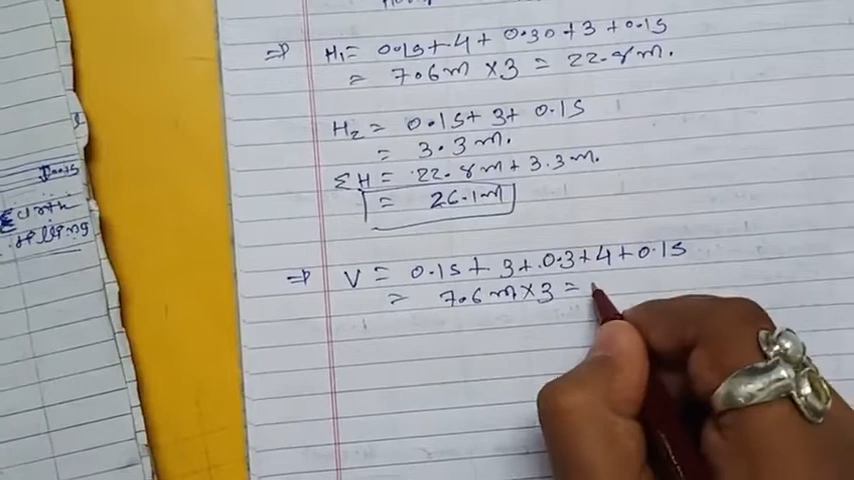 ⇒ H₁ = 0.15+4+0.30+3+0.15
= 7.6m ×3 = 22.8m.
H₂ = 0.15+ 3+ 0.15
= 3.3m.
ΣH = 22.8m+3.3m.
= 26.1m
⇒ V = 0.15+ 3+0.3+4+0.15
= 7.6m×3 =
Earth
filling